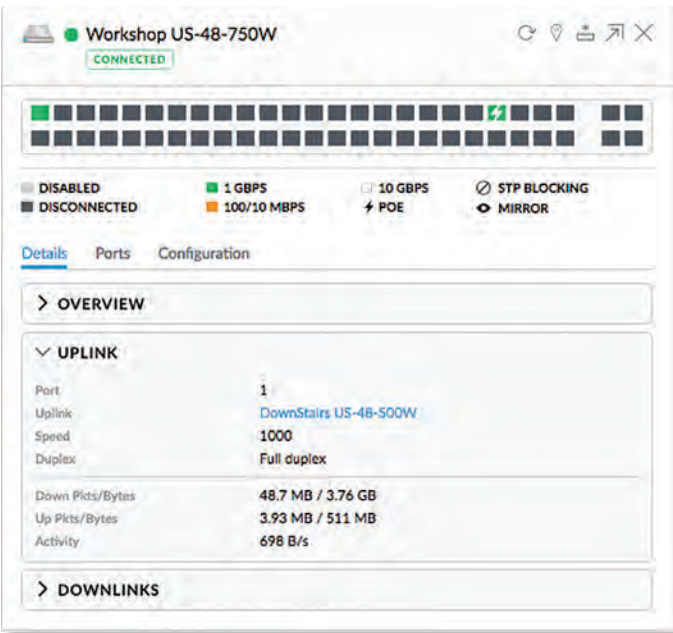 Workshop US-48-750W
CONNECTED
DISABLED 1 GBPS 10 GBPS STP BLOCKING
DISCONNECTED 100/10 MBPS POE MIRROR
Details Ports Configuration
OVERVIEW
UPLINK
Port 1
Uplink DownStairs US-48-500W
Speed 1000
Duplex Full duplex
Down Pkts/Bytes 48.7 MB / 3.76 GB
Up Pkts/Bytes 3.93 MB / 511 MB
Activity 698 B/s
DOWNLINKS